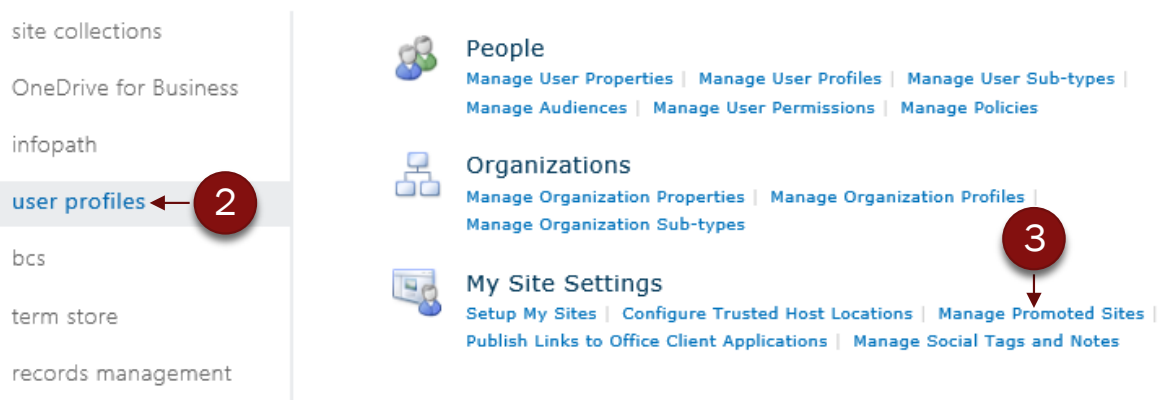 site collections
OneDrive for Business
infopath
user profiles
2
bcs
term store
records management
People
Manage User Properties | Manage User Profiles | Manage User Sub-types |
Manage Audiences | Manage User Permissions | Manage Policies
Organizations
Manage Organization Properties | Manage Organization Profiles |
Manage Organization Sub-types
3
My Site Settings
Setup My Sites | Configure Trusted Host Locations | Manage Promoted Sites |
Publish Links to Office Client Applications | Manage Social Tags and Notes